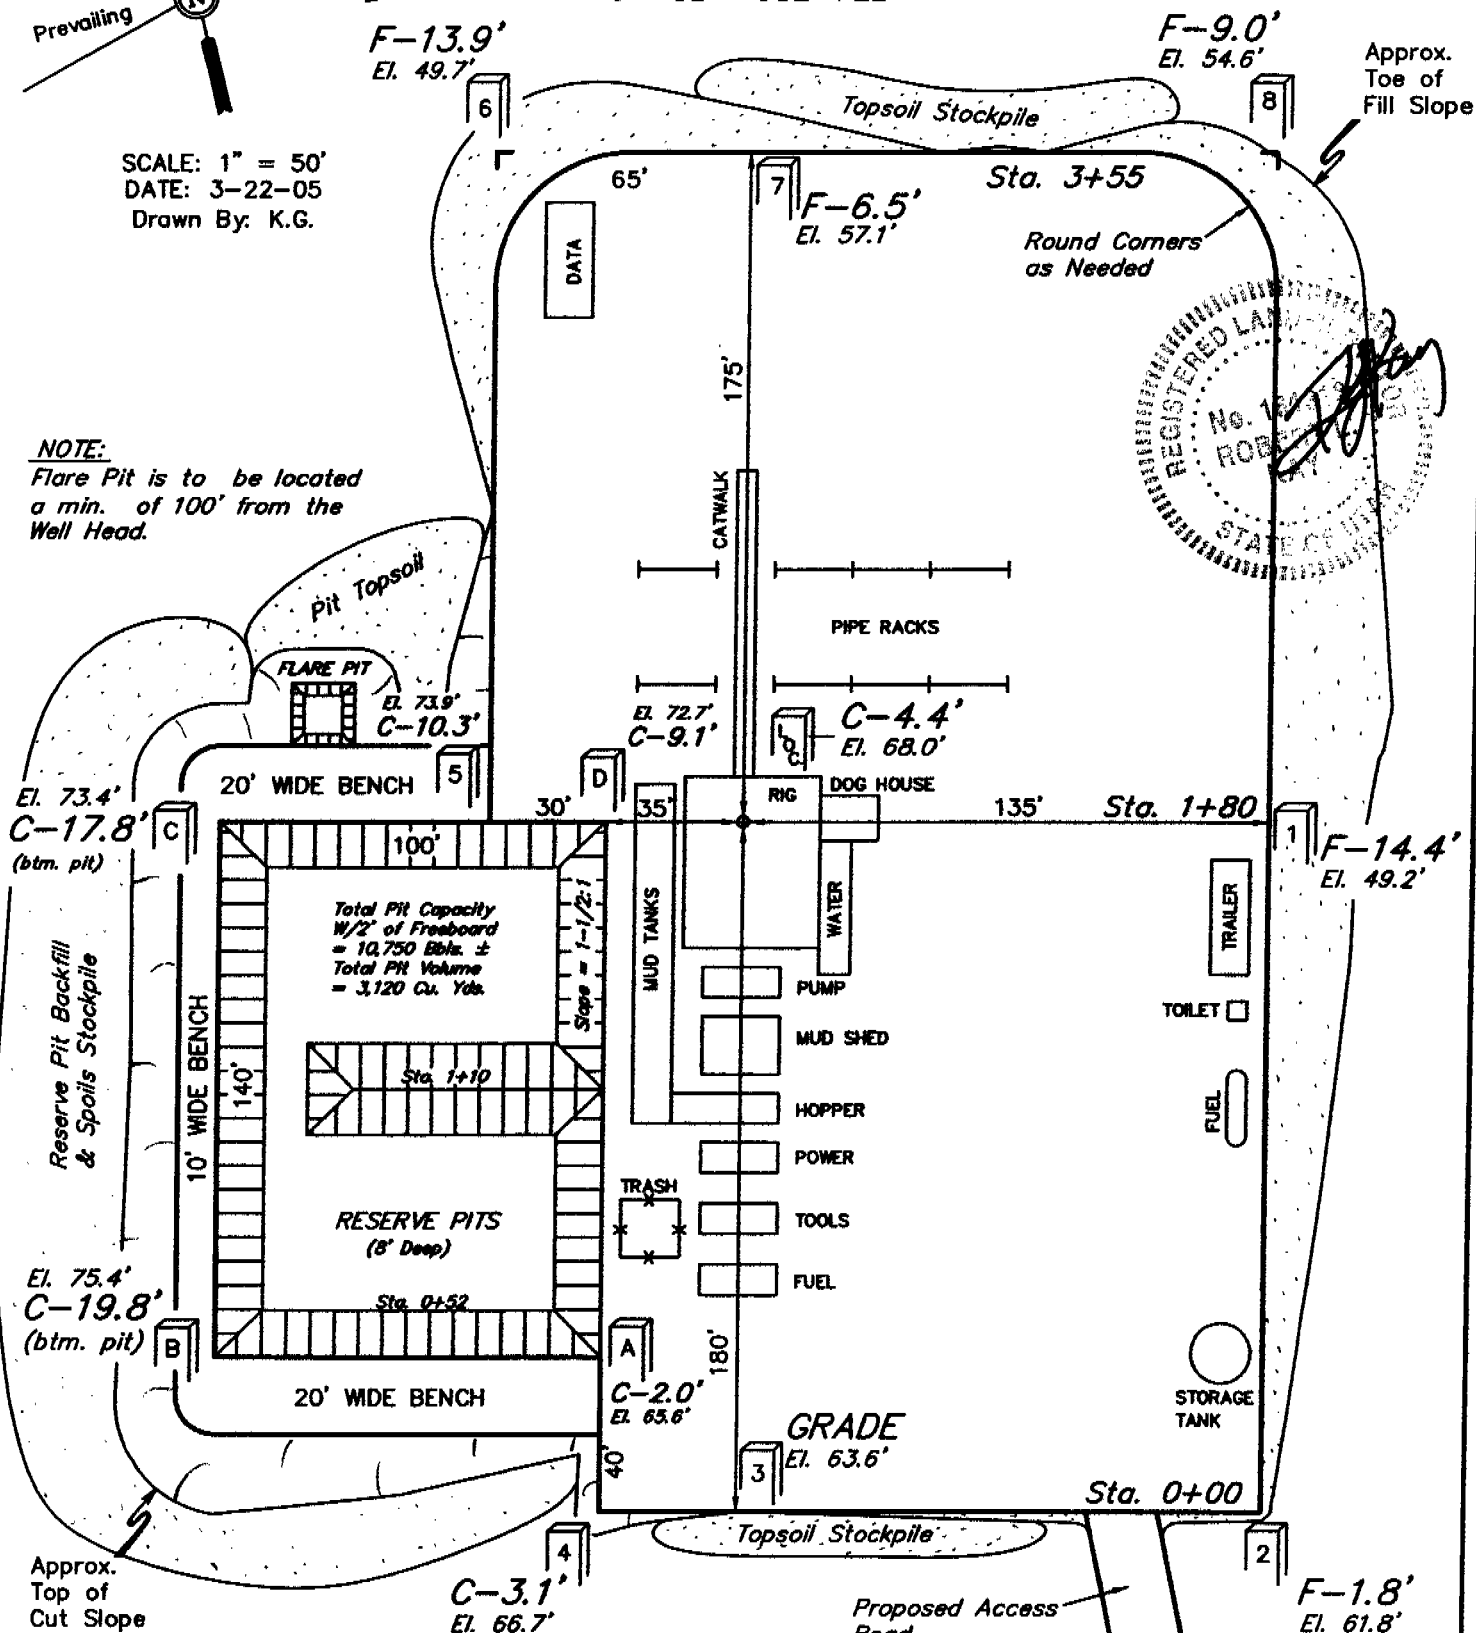 Prevailing
F-13.9'
El. 49.7'
6
F-9.0'
El. 54.6'
8
Approx.
Toe of
Fill Slope
Topsoil Stockpile
SCALE: 1" = 50'
DATE: 3-22-05
Drawn By: K.G.
65'
7
F-6.5'
El. 57.1'
Sta. 3+55
Round Corners
as Needed
DATA
175'
REGISTERED LAND
No.
STATE OF UTAH
NOTE:
Flare Pit is to be located
a min. of 100' from the
Well Head.
CATWALK
Pit Topsoil
PIPE RACKS
FLARE PIT
El. 73.9'
C-10.3'
El. 72.7'
C-9.1'
LOC.
C-4.4'
El. 68.0'
20' WIDE BENCH
5
D
RIG
DOG HOUSE
El. 73.4'
C-17.8'
(btm. pit)
C
30'
35'
135'
Sta. 1+80
100'
1
F-14.4'
El. 49.2'
Total Pit Capacity
W/2' of Freeboard
= 10,750 Bbls. ±
Total Pit Volume
= 3,120 Cu. Yds.
Slope = 1-1/2:1
MUD TANKS
WATER
TRAILER
PUMP
TOILET
MUD SHED
Reserve Pit Backfill
& Spoils Stockpile
10' WIDE BENCH
140'
Sta. 1+10
HOPPER
FUEL
POWER
TRASH
TOOLS
RESERVE PITS
(8' Deep)
FUEL
El. 75.4'
C-19.8'
(btm. pit)
B
Sta. 0+52
A
180'
20' WIDE BENCH
C-2.0'
El. 65.6'
STORAGE
TANK
GRADE
El. 63.6'
3
40'
Sta. 0+00
Topsoil Stockpile
4
2
Approx.
Top of
Cut Slope
C-3.1'
El. 66.7'
Proposed Access
Road
F-1.8'
El. 61.8'